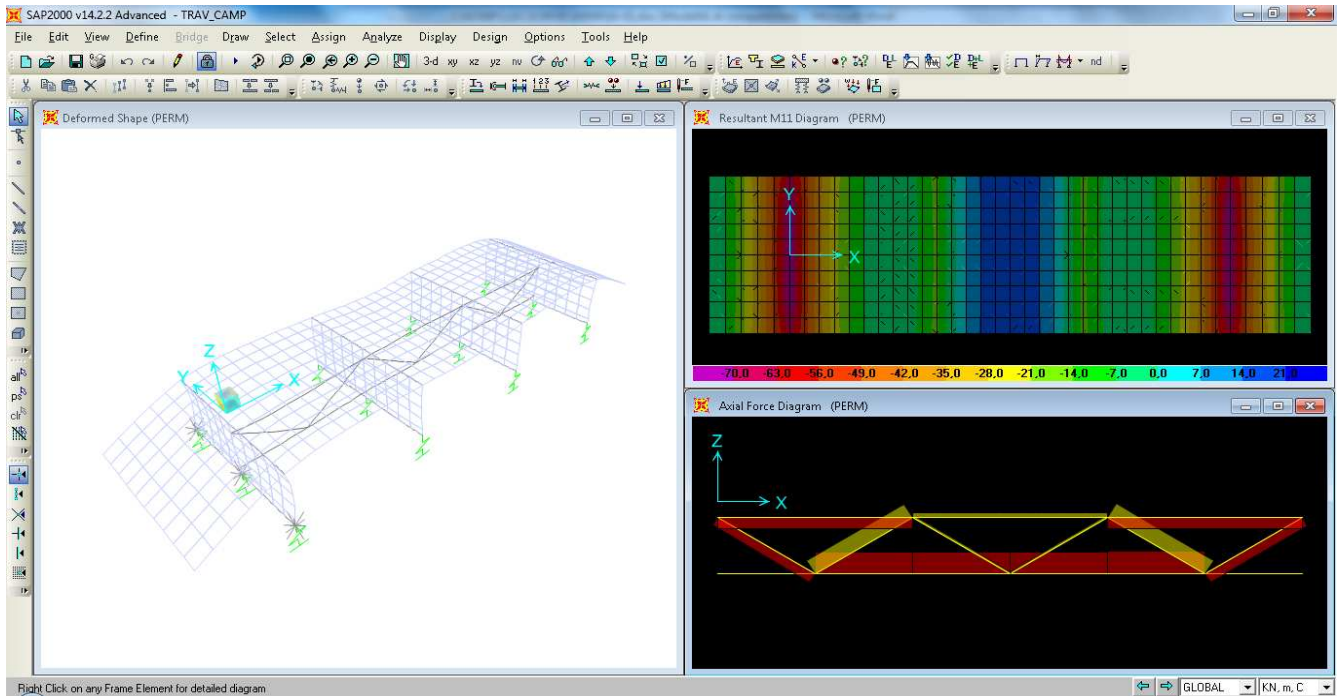 SAP2000 v14.2.2 Advanced - TRAV_CAMP
File Edit View Define Bridge Draw Select Assign Analyze Display Design Options Tools Help
3-d xy xz yz nv
nd
Deformed Shape (PERM)
Z
Y
X
Resultant M11 Diagram (PERM)
Y
X
-70,0 -63,0 -56,0 -49,0 -42,0 -35,0 -28,0 -21,0 -14,0 -7,0 0,0 7,0 14,0
Axial Force Diagram (PERM)
Z
X
all
ps
clr
Right Click on any Frame Element for detailed diagram
GLOBAL
KN, m, C